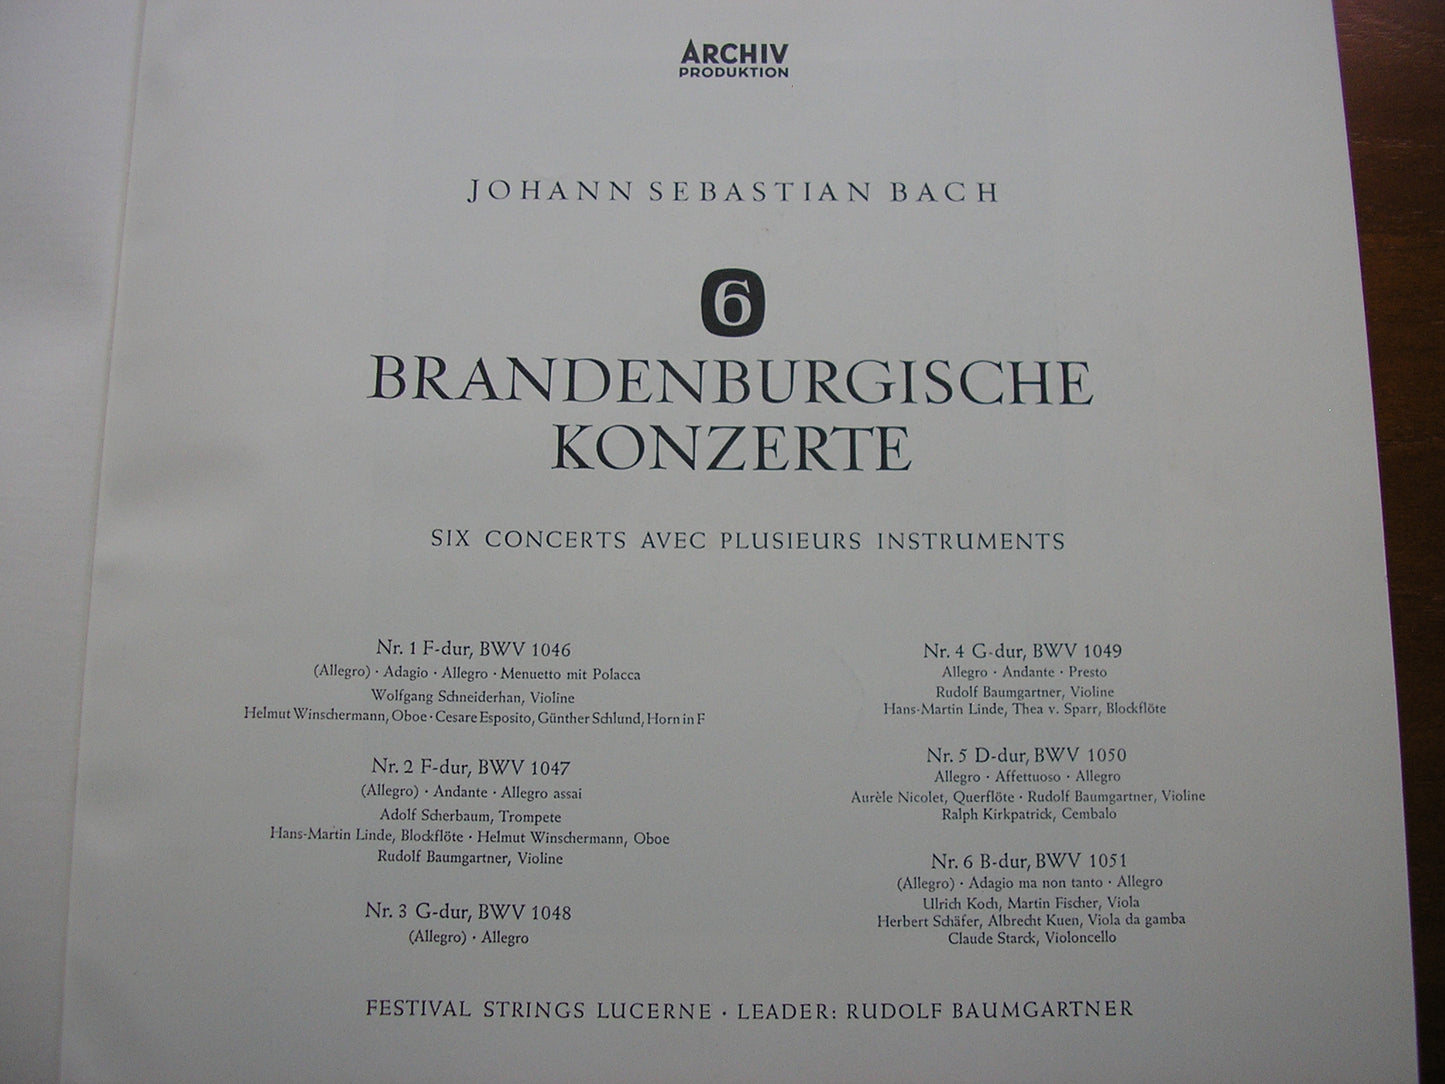 ARCHIV
PRODUKTION
JOHANN SEBASTIAN BACH
6
BRANDENBURGISCHE
KONZERTE
SIX CONCERTS AVEC PLUSIEURS INSTRUMENTS
Nr. 1 F-dur, BWV 1046
(Allegro) · Adagio · Allegro · Menuetto mit Polacca
Wolfgang Schneiderhan, Violine
Helmut Winschermann, Oboe · Cesare Esposito, Günther Schlund, Horn in F
Nr. 2 F-dur, BWV 1047
(Allegro) · Andante · Allegro assai
Adolf Scherbaum, Trompete
Hans-Martin Linde, Blockflöte · Helmut Winschermann, Oboe
Rudolf Baumgartner, Violine
Nr. 3 G-dur, BWV 1048
(Allegro) · Allegro
Nr. 4 G-dur, BWV 1049
Allegro · Andante · Presto
Rudolf Baumgartner, Violine
Hans-Martin Linde, Thea v. Sparr, Blockflöte
Nr. 5 D-dur, BWV 1050
Allegro · Affettuoso · Allegro
Aurèle Nicolet, Querflöte · Rudolf Baumgartner, Violine
Ralph Kirkpatrick, Cembalo
Nr. 6 B-dur, BWV 1051
(Allegro) · Adagio ma non tanto · Allegro
Ulrich Koch, Martin Fischer, Viola
Herbert Schäfer, Albrecht Kuen, Viola da gamba
Claude Starck, Violoncello
FESTIVAL STRINGS LUCERNE · LEADER: RUDOLF BAUMGARTNER